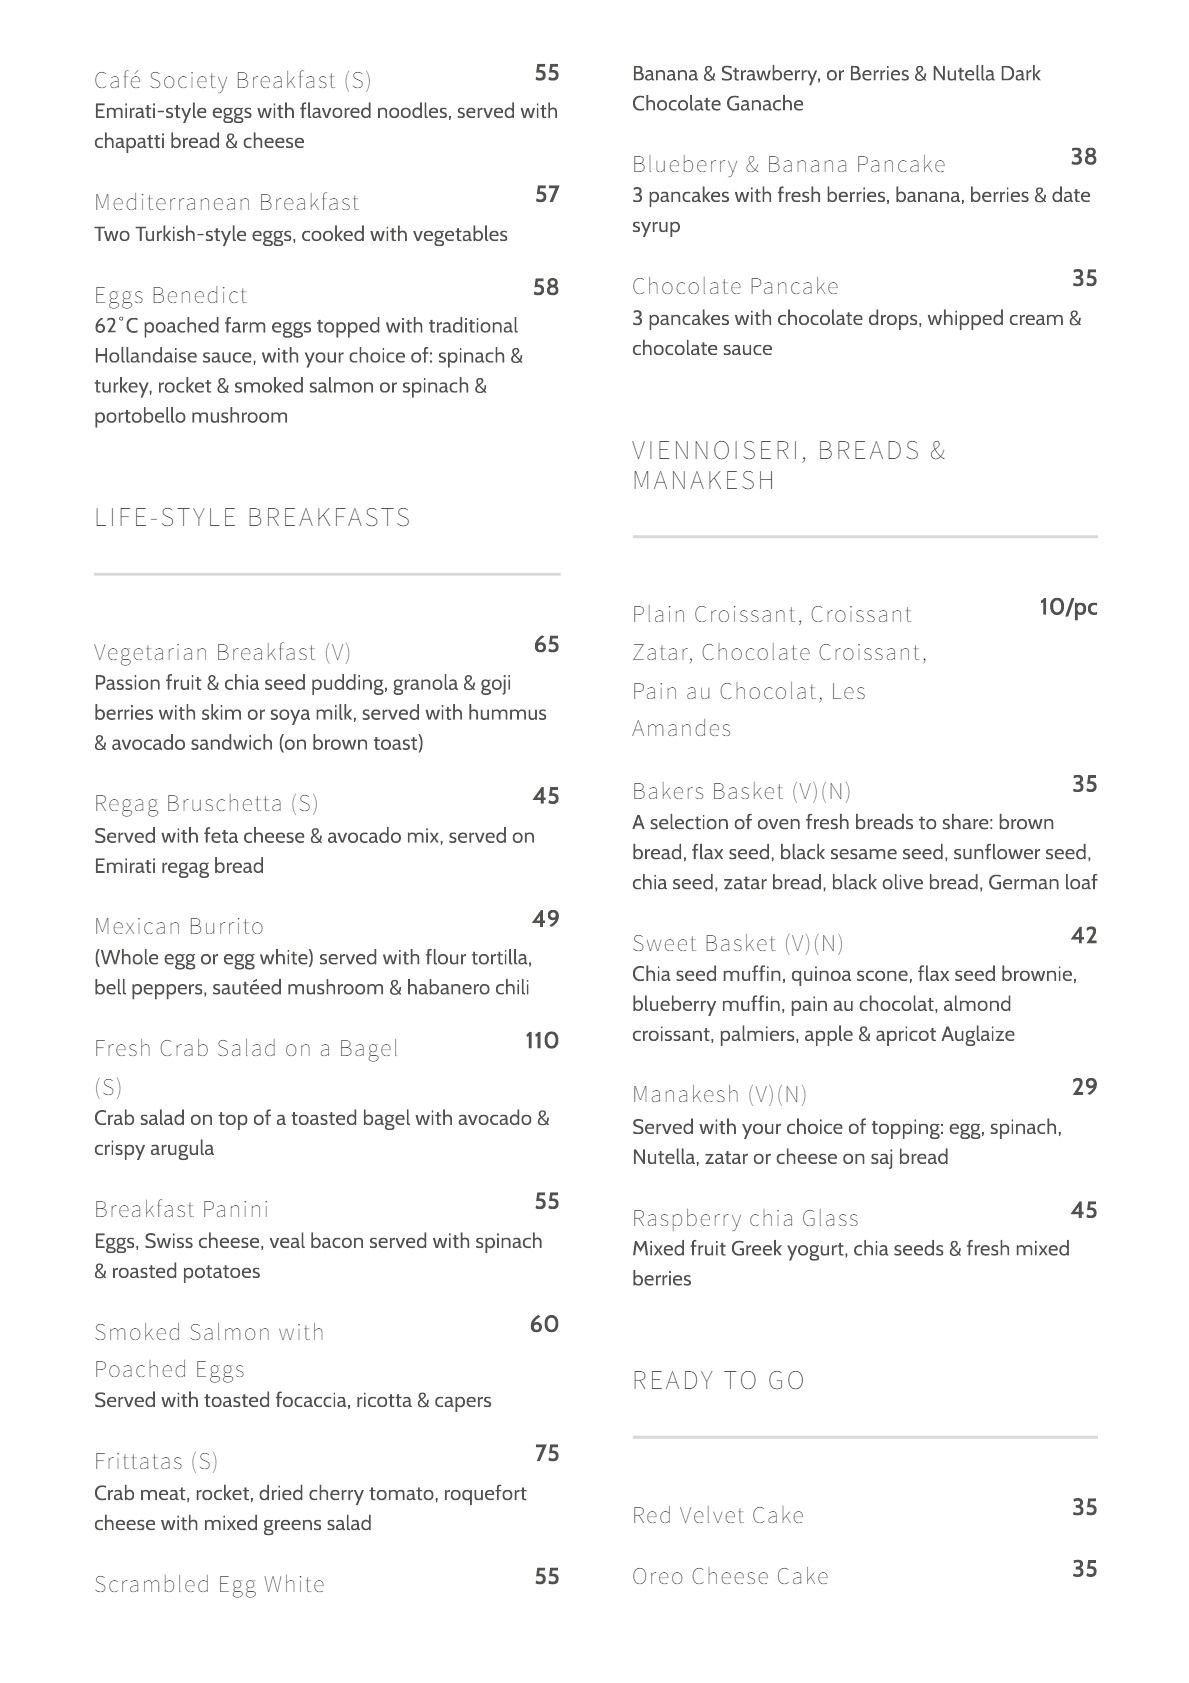 Café Society Breakfast (S) 55
Emirati-style eggs with flavored noodles, served with
chapatti bread & cheese
Mediterranean Breakfast 57
Two Turkish-style eggs, cooked with vegetables
Eggs Benedict 58
62˚C poached farm eggs topped with traditional
Hollandaise sauce, with your choice of: spinach &
turkey, rocket & smoked salmon or spinach &
portobello mushroom
LIFE-STYLE BREAKFASTS
Vegetarian Breakfast (V) 65
Passion fruit & chia seed pudding, granola & goji
berries with skim or soya milk, served with hummus
& avocado sandwich (on brown toast)
Regag Bruschetta (S) 45
Served with feta cheese & avocado mix, served on
Emirati regag bread
Mexican Burrito 49
(Whole egg or egg white) served with flour tortilla,
bell peppers, sautéed mushroom & habanero chili
Fresh Crab Salad on a Bagel 110
(S)
Crab salad on top of a toasted bagel with avocado &
crispy arugula
Breakfast Panini 55
Eggs, Swiss cheese, veal bacon served with spinach
& roasted potatoes
Smoked Salmon with 60
Poached Eggs
Served with toasted focaccia, ricotta & capers
Frittatas (S) 75
Crab meat, rocket, dried cherry tomato, roquefort
cheese with mixed greens salad
Scrambled Egg White 55
Banana & Strawberry, or Berries & Nutella Dark
Chocolate Ganache
Blueberry & Banana Pancake 38
3 pancakes with fresh berries, banana, berries & date
syrup
Chocolate Pancake 35
3 pancakes with chocolate drops, whipped cream &
chocolate sauce
VIENNOISERI, BREADS &
MANAKESH
Plain Croissant, Croissant 10/pc
Zatar, Chocolate Croissant,
Pain au Chocolat, Les
Amandes
Bakers Basket (V)(N) 35
A selection of oven fresh breads to share: brown
bread, flax seed, black sesame seed, sunflower seed,
chia seed, zatar bread, black olive bread, German loaf
Sweet Basket (V)(N) 42
Chia seed muffin, quinoa scone, flax seed brownie,
blueberry muffin, pain au chocolat, almond
croissant, palmiers, apple & apricot Auglaize
Manakesh (V)(N) 29
Served with your choice of topping: egg, spinach,
Nutella, zatar or cheese on saj bread
Raspberry chia Glass 45
Mixed fruit Greek yogurt, chia seeds & fresh mixed
berries
READY TO GO
Red Velvet Cake 35
Oreo Cheese Cake 35